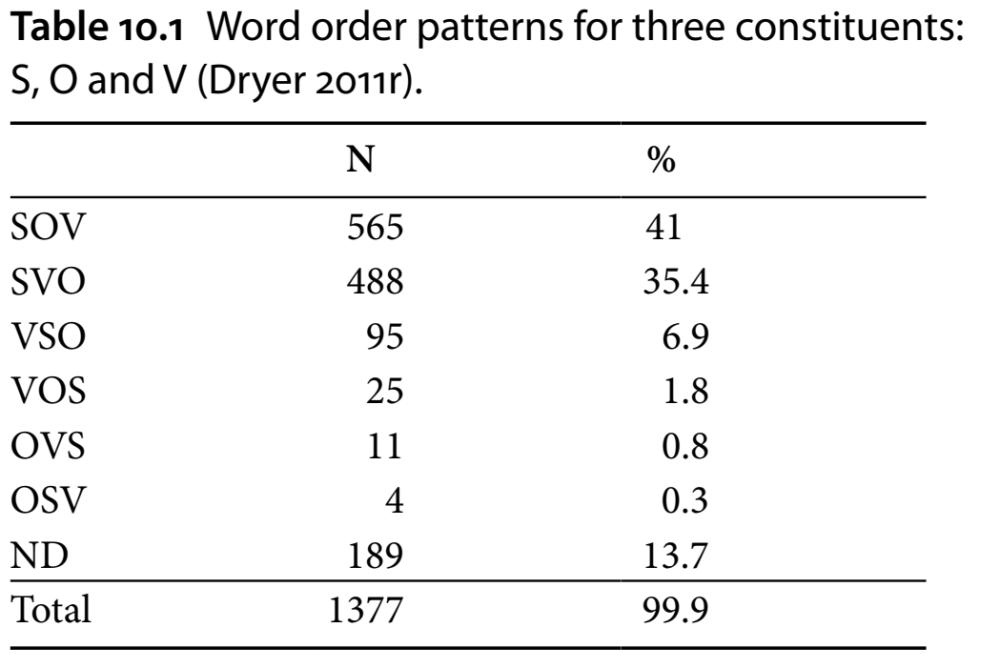 Table 10.1 Word order patterns for three constituents:
S, O and V (Dryer 2011r).
N %
SOV 565 41
SVO 488 35.4
VSO 95 6.9
VOS 25 1.8
OVS 11 0.8
OSV 4 0.3
ND 189 13.7
Total 1377 99.9